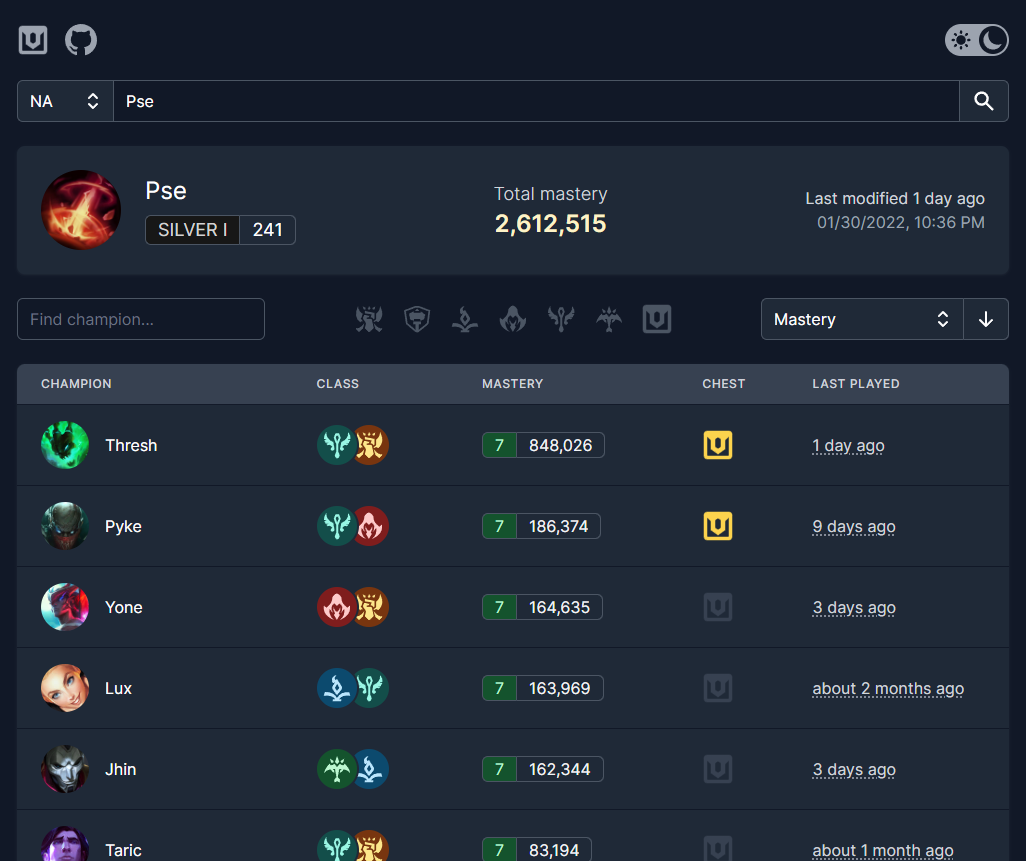 NA
Pse
Pse
SILVER I 241
Total mastery
2,612,515
Last modified 1 day ago
01/30/2022, 10:36 PM
Find champion...
Mastery
CHAMPION CLASS MASTERY CHEST LAST PLAYED
Thresh 7 848,026 1 day ago
Pyke 7 186,374 9 days ago
Yone 7 164,635 3 days ago
Lux 7 163,969 about 2 months ago
Jhin 7 162,344 3 days ago
Taric 7 83,194 about 1 month ago